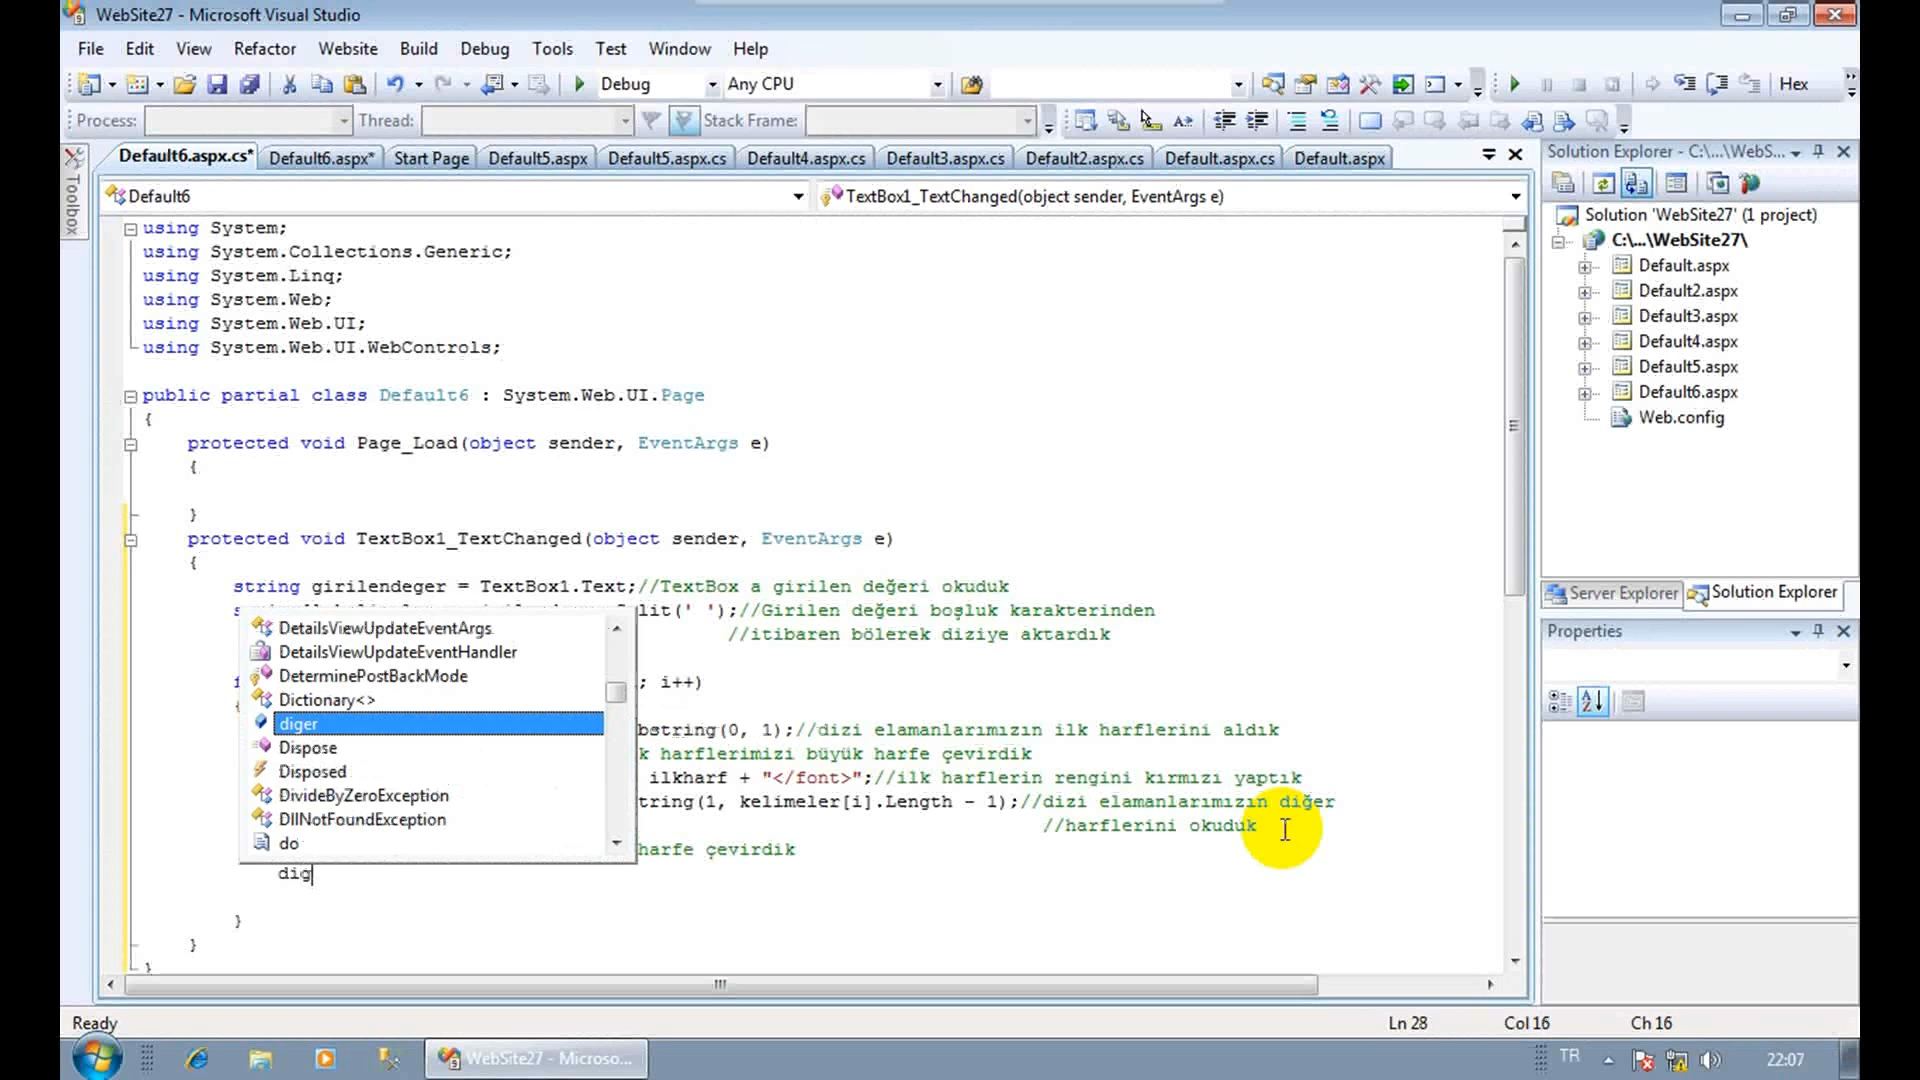 WebSite27 - Microsoft Visual Studio
File Edit View Refactor Website Build Debug Tools Test Window Help
Debug Any CPU Hex
Process: Thread: Stack Frame:
Toolbox
Default6.aspx.cs* Default6.aspx* Start Page Default5.aspx Default5.aspx.cs Default4.aspx.cs Default3.aspx.cs Default2.aspx.cs Default.aspx.cs Default.aspx
Default6 TextBox1_TextChanged(object sender, EventArgs e)
using System;
using System.Collections.Generic;
using System.Linq;
using System.Web;
using System.Web.UI;
using System.Web.UI.WebControls;
public partial class Default6 : System.Web.UI.Page
{
protected void Page_Load(object sender, EventArgs e)
{
}
protected void TextBox1_TextChanged(object sender, EventArgs e)
{
string girilendeger = TextBox1.Text;//TextBox a girilen değeri okuduk
lit(' ');//Girilen değeri boşluk karakterinden
//itibaren bölerek diziye aktardık
; i++)
bstring(0, 1);//dizi elamanlarımızın ilk harflerini aldık
k harflerimizi büyük harfe çevirdik
ilkharf + "</font>";//ilk harflerin rengini kırmızı yaptık
tring(1, kelimeler[i].Length - 1);//dizi elamanlarımızın diğer
//harflerini okuduk
harfe çevirdik
dig
}
}
}
DetailsViewUpdateEventArgs
DetailsViewUpdateEventHandler
DeterminePostBackMode
Dictionary<>
diger
Dispose
Disposed
DivideByZeroException
DllNotFoundException
do
Solution Explorer - C:\...\WebS...
Solution 'WebSite27' (1 project)
C:\...\WebSite27\
Default.aspx
Default2.aspx
Default3.aspx
Default4.aspx
Default5.aspx
Default6.aspx
Web.config
Server Explorer Solution Explorer
Properties
Ready Ln 28 Col 16 Ch 16
WebSite27 - Microso... TR 22:07